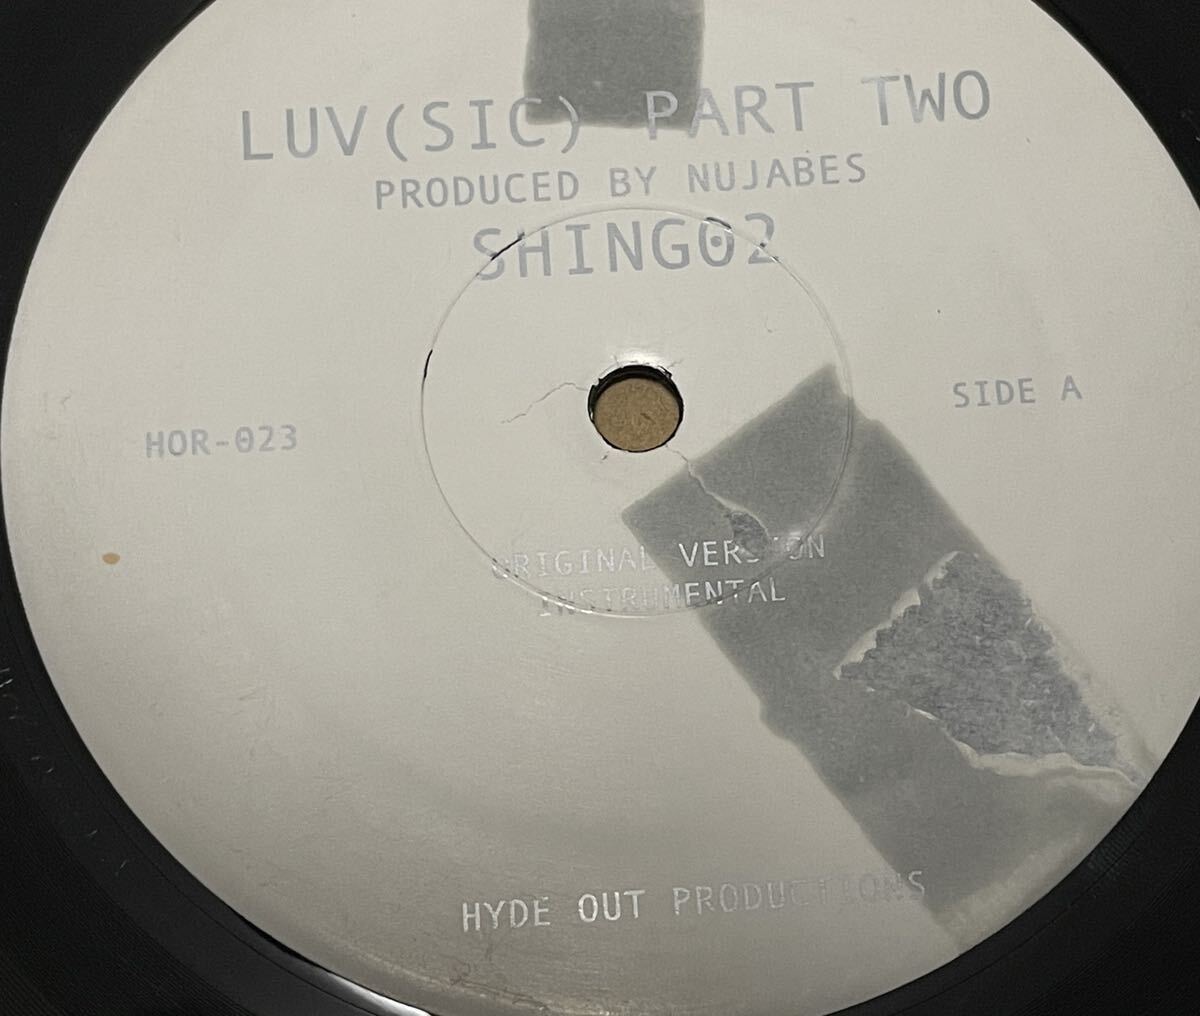 LUV(SIC) PART TWO
PRODUCED BY NUJABES
SHING02
SIDE A
HOR-023
ORIGINAL VERSION
INSTRUMENTAL
HYDE OUT PRODUCTIONS